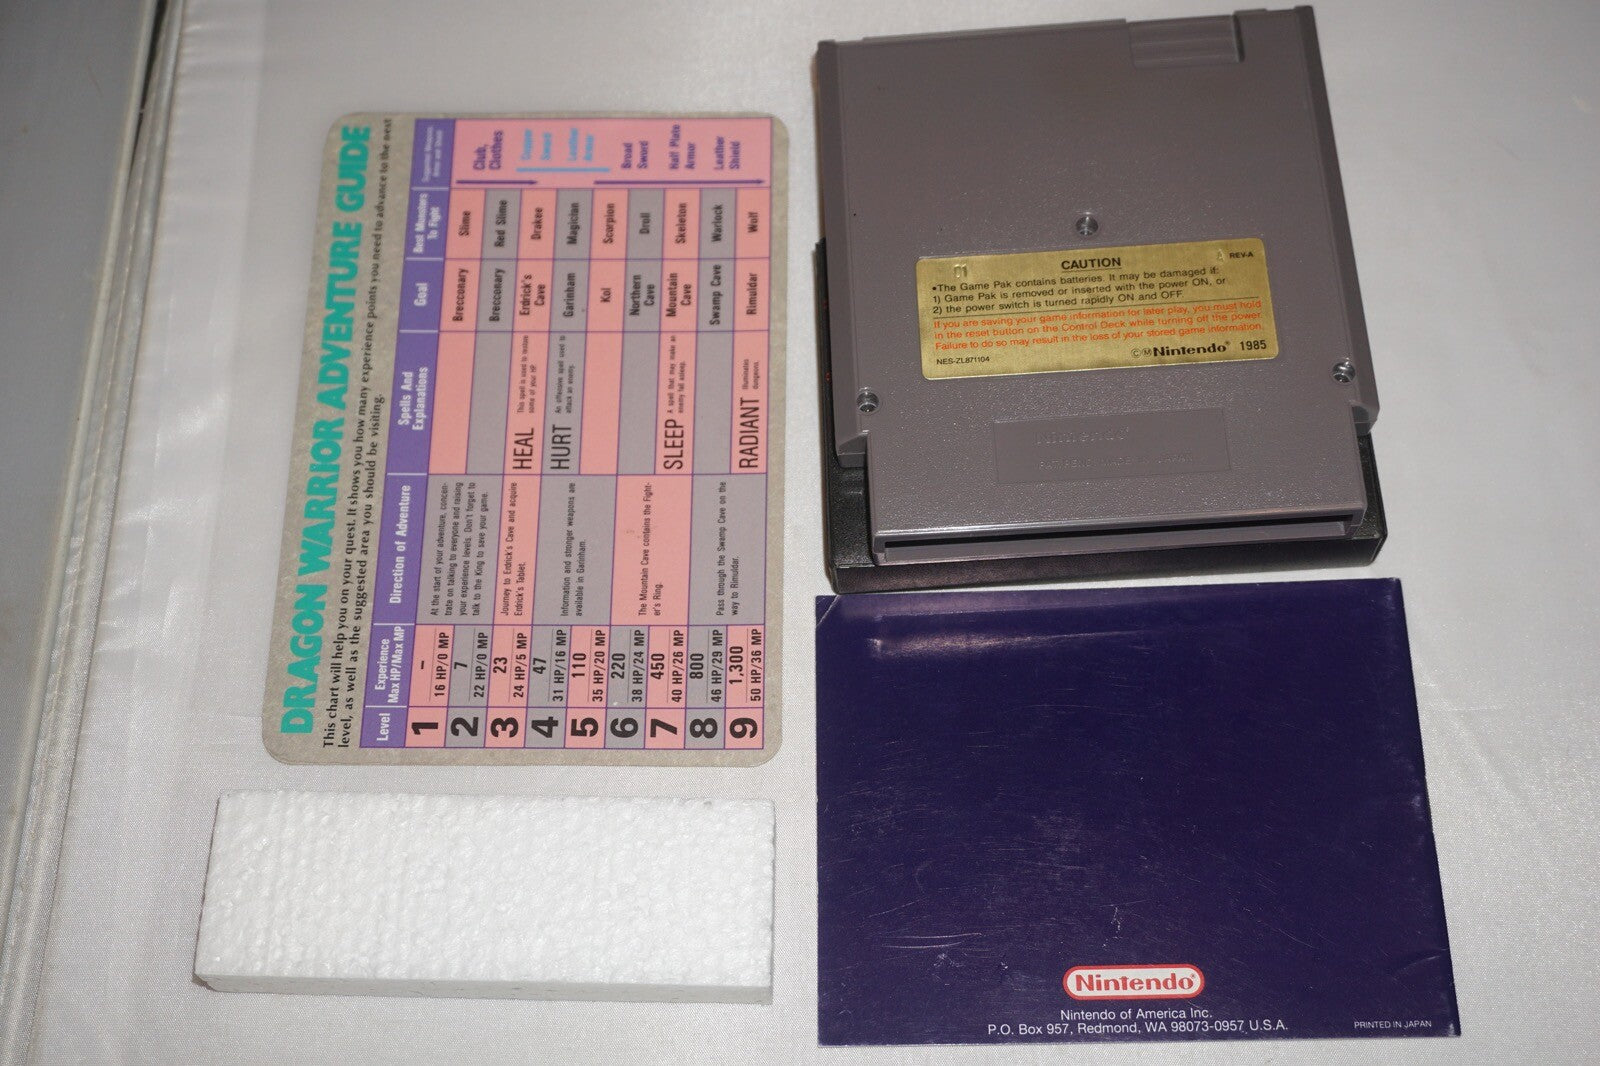 DRAGON WARRIOR ADVENTURE GUIDE
This chart will help you on your quest. It shows you how many experience points you need to advance to the next
level, as well as the suggested area you should be visiting.
Level
Experience
Max HP/Max MP
Direction of Adventure
Spells And
Explanations
Goal
Best Monsters
To Fight
Suggested Weapons,
Armor and Shield
1
–
16 HP/0 MP
At the start of your adventure, concen-
trate on talking to everyone and raising
your experience levels. Don't forget to
talk to the King to save your game.
Brecconary
Slime
2
7
22 HP/0 MP
Brecconary
Red Slime
3
23
24 HP/5 MP
Journey to Erdrick's Cave and acquire
Erdrick's Tablet.
HEAL
This spell is used to restore
some of your HP.
Erdrick's
Cave
Drakee
4
47
31 HP/16 MP
Information and stronger weapons are
available in Garinham.
HURT
An offensive spell used to
attack an enemy.
Garinham
Magician
5
110
35 HP/20 MP
Kol
Scorpion
6
220
38 HP/24 MP
The Mountain Cave contains the Fight-
er's Ring.
Northern
Cave
Droll
7
450
40 HP/26 MP
SLEEP
A spell that may make an
enemy fall asleep.
Mountain
Cave
Skeleton
8
800
46 HP/29 MP
Pass through the Swamp Cave on the
way to Rimuldar.
Swamp Cave
Warlock
9
1,300
50 HP/36 MP
RADIANT
Illuminates
dungeons.
Rimuldar
Wolf
Club,
Clothes
Copper
Sword
Leather
Armor
Broad
Sword
Half Plate
Armor
Leather
Shield
01
A REV-A
CAUTION
•The Game Pak contains batteries. It may be damaged if:
1) Game Pak is removed or inserted with the power ON, or
2) the power switch is turned rapidly ON and OFF
If you are saving your game information for later play, you must hold
in the reset button on the Control Deck while turning off the power.
Failure to do so may result in the loss of your stored game information.
©M Nintendo® 1985
NES-ZL871104
Nintendo®
PAT. PEND. MADE IN JAPAN
Nintendo®
Nintendo of America Inc.
P.O. Box 957, Redmond, WA 98073-0957 U.S.A.
PRINTED IN JAPAN